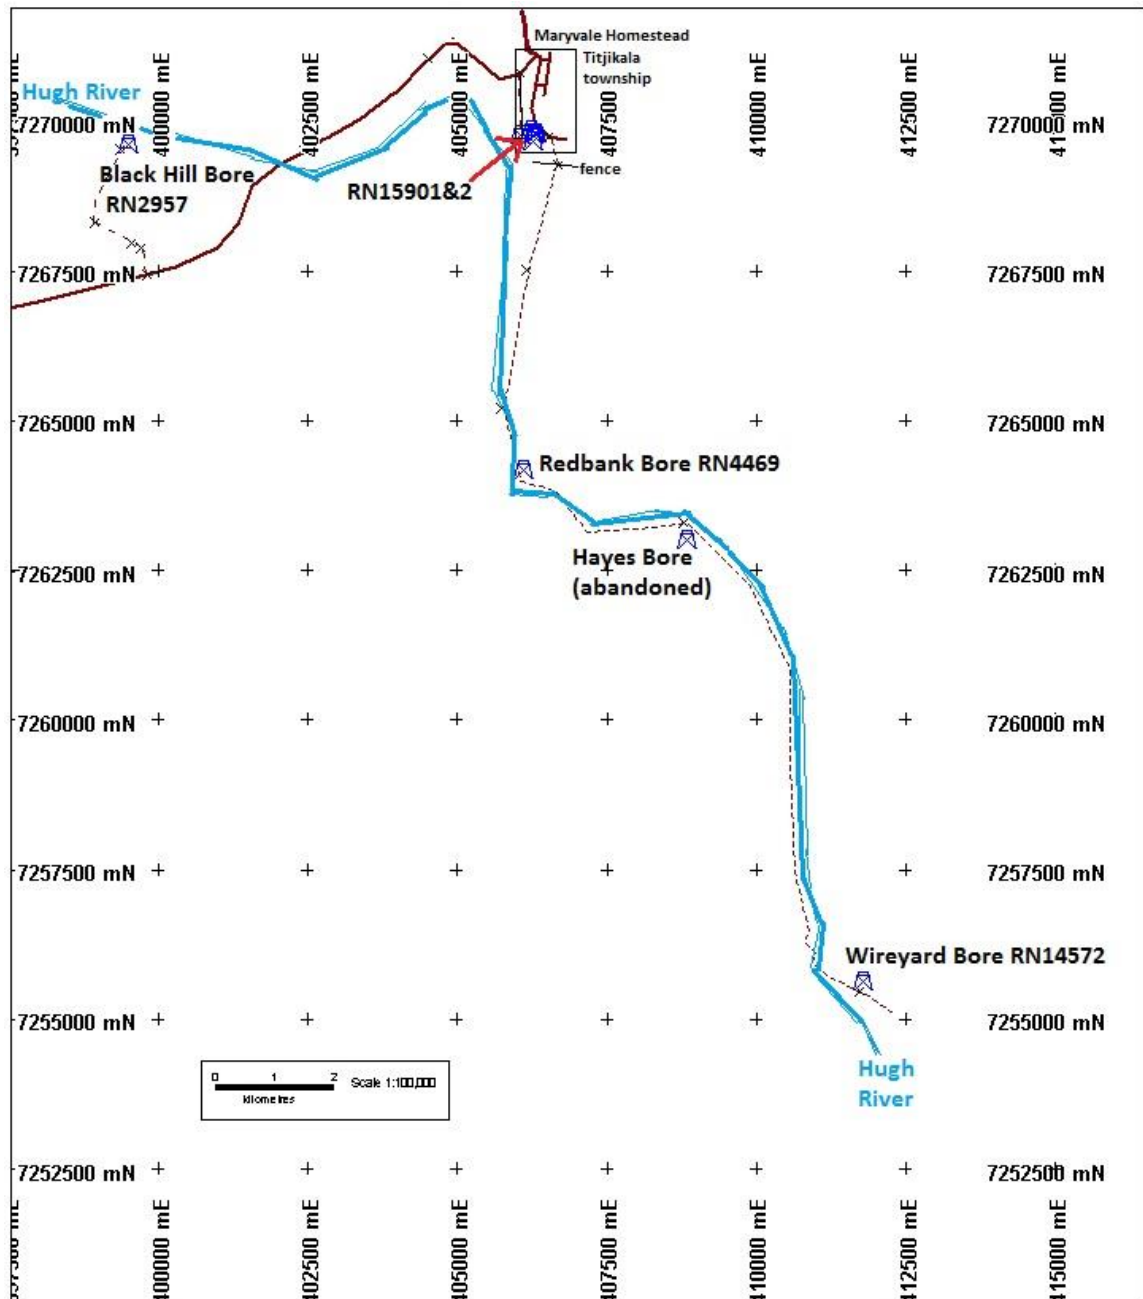 Maryvale Homestead
Titjikala
township
400000 mE
402500 mE
405000 mE
407500 mE
410000 mE
412500 mE
415000 mE
Hugh River
7270000 mN
7270000 mN
Black Hill Bore
RN2957
RN15901&2
fence
7267500 mN
7267500 mN
7265000 mN
7265000 mN
Redbank Bore RN4469
Hayes Bore
(abandoned)
7262500 mN
7262500 mN
7260000 mN
7260000 mN
7257500 mN
7257500 mN
Wireyard Bore RN14572
7255000 mN
7255000 mN
Hugh
River
0 1 2
kilometres
Scale 1:100,000
7252500 mN
7252500 mN
400000 mE
402500 mE
405000 mE
407500 mE
410000 mE
412500 mE
415000 mE